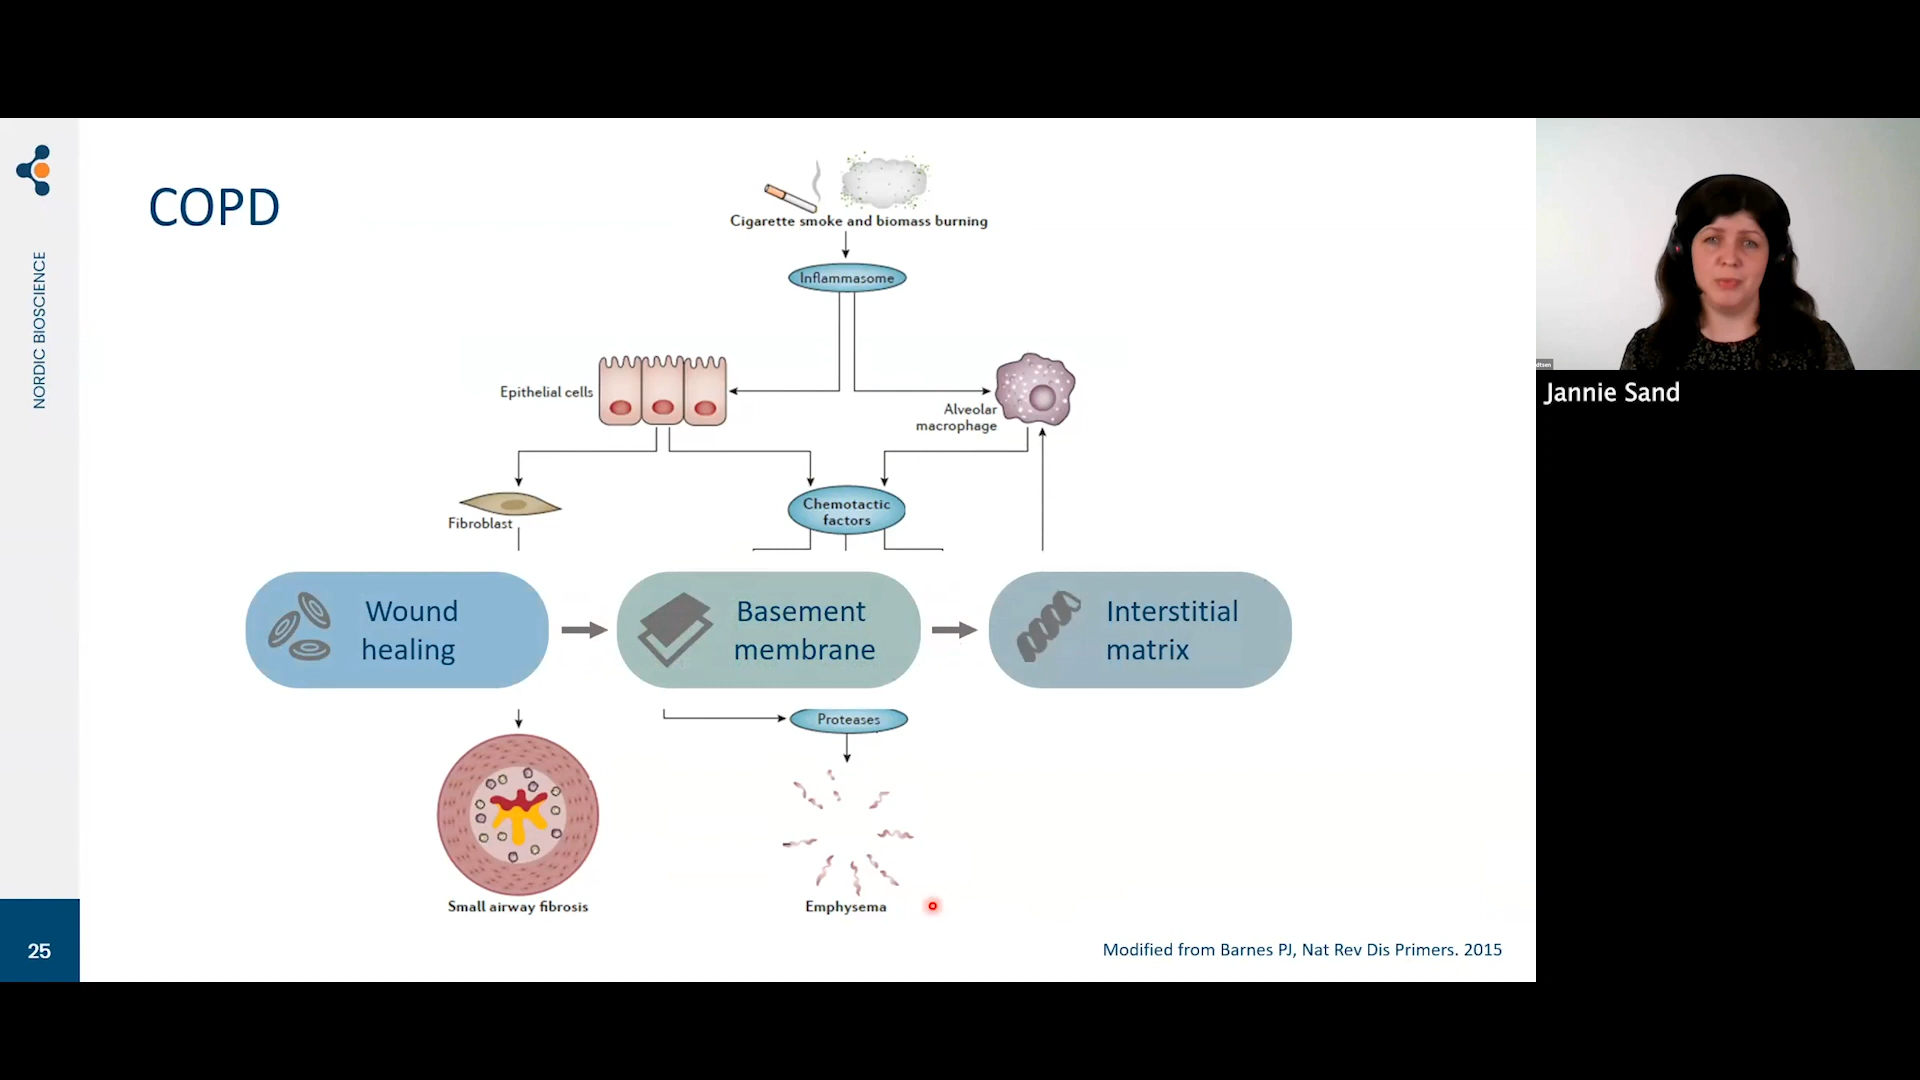 NORDIC BIOSCIENCE
COPD
Cigarette smoke and biomass burning
Inflammasome
Epithelial cells
Alveolar
macrophage
Chemotactic
factors
Fibroblast
Wound
healing
Basement
membrane
Interstitial
matrix
Proteases
Small airway fibrosis
Emphysema
25
Modified from Barnes PJ, Nat Rev Dis Primers. 2015
Jannie Sand